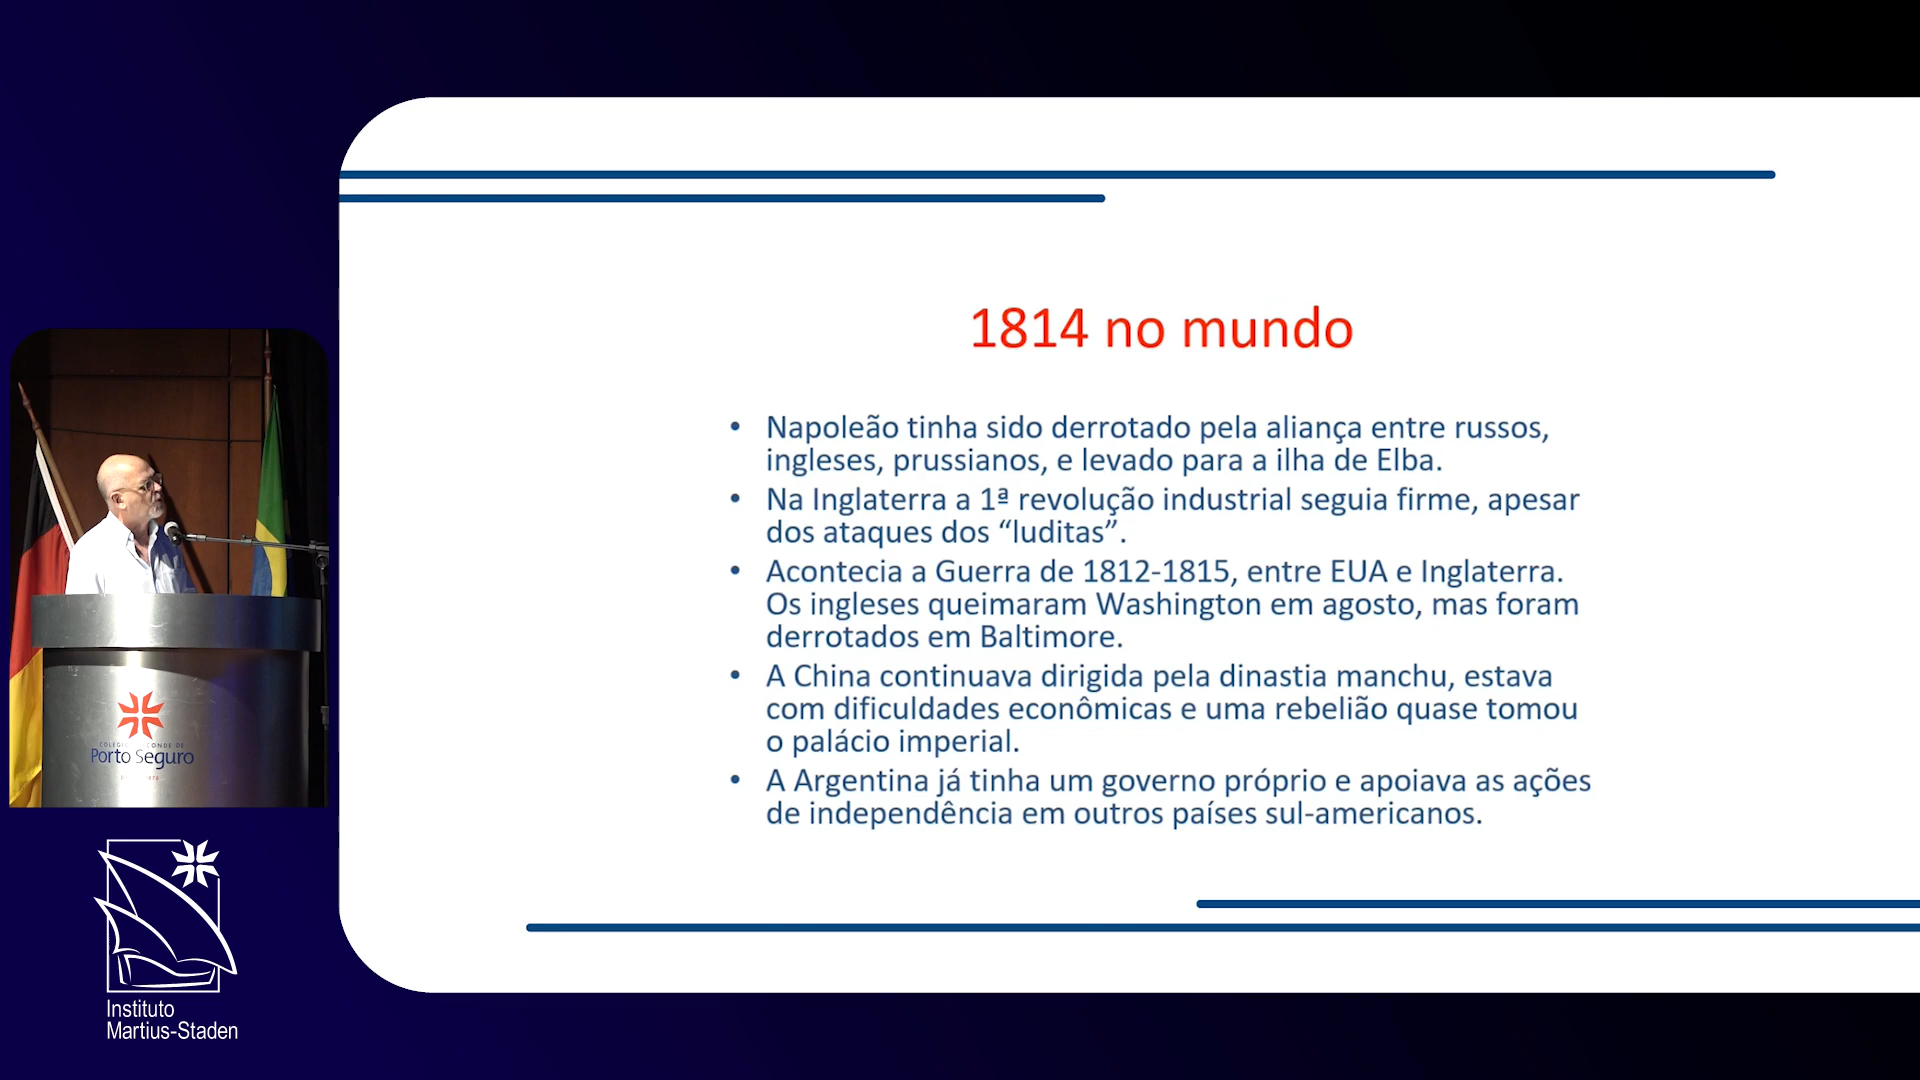 1814 no mundo
• Napoleão tinha sido derrotado pela aliança entre russos,
ingleses, prussianos, e levado para a ilha de Elba.
• Na Inglaterra a 1ª revolução industrial seguia firme, apesar
dos ataques dos “luditas”.
• Acontecia a Guerra de 1812-1815, entre EUA e Inglaterra.
Os ingleses queimaram Washington em agosto, mas foram
derrotados em Baltimore.
• A China continuava dirigida pela dinastia manchu, estava
com dificuldades econômicas e uma rebelião quase tomou
o palácio imperial.
• A Argentina já tinha um governo próprio e apoiava as ações
de independência em outros países sul-americanos.
Porto Seguro
Instituto
Martius-Staden